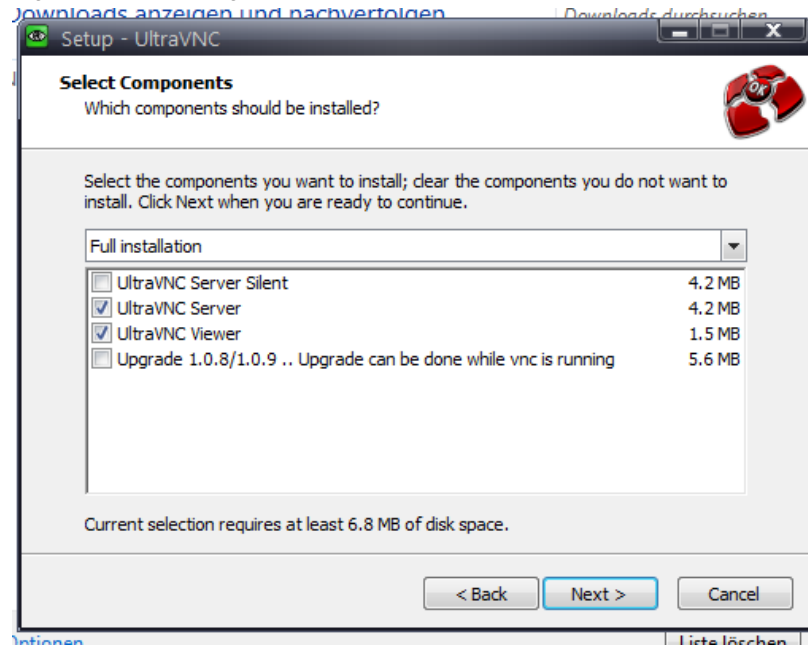 Downloads anzeigen und nachverfolgen Downloads durchsuchen
Setup - UltraVNC
Select Components
Which components should be installed?
OK
Select the components you want to install; clear the components you do not want to
install. Click Next when you are ready to continue.
Full installation
UltraVNC Server Silent 4.2 MB
UltraVNC Server 4.2 MB
UltraVNC Viewer 1.5 MB
Upgrade 1.0.8/1.0.9 .. Upgrade can be done while vnc is running 5.6 MB
Current selection requires at least 6.8 MB of disk space.
< Back Next > Cancel
Optionen Liste löschen